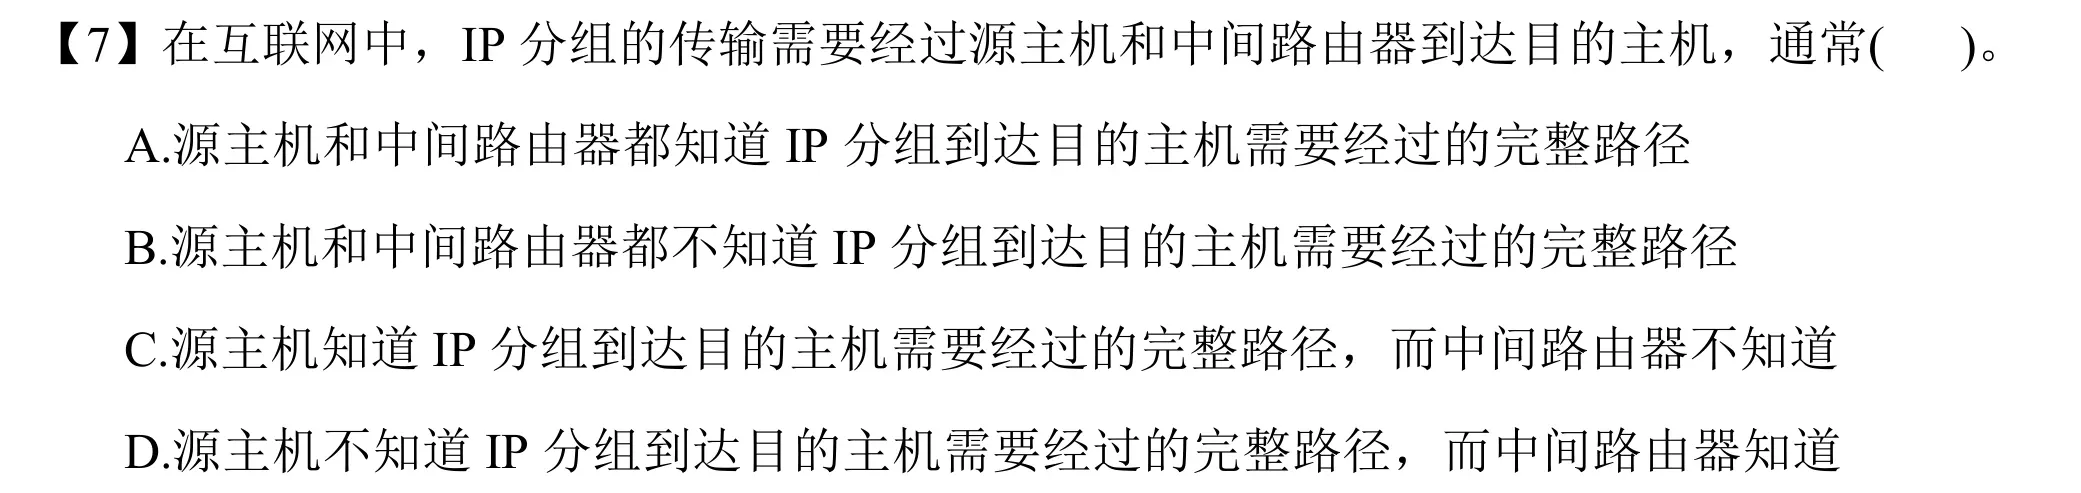 【7】在互联网中，IP 分组的传输需要经过源主机和中间路由器到达目的主机，通常(    )。
A.源主机和中间路由器都知道 IP 分组到达目的主机需要经过的完整路径
B.源主机和中间路由器都不知道 IP 分组到达目的主机需要经过的完整路径
C.源主机知道 IP 分组到达目的主机需要经过的完整路径，而中间路由器不知道
D.源主机不知道 IP 分组到达目的主机需要经过的完整路径，而中间路由器知道